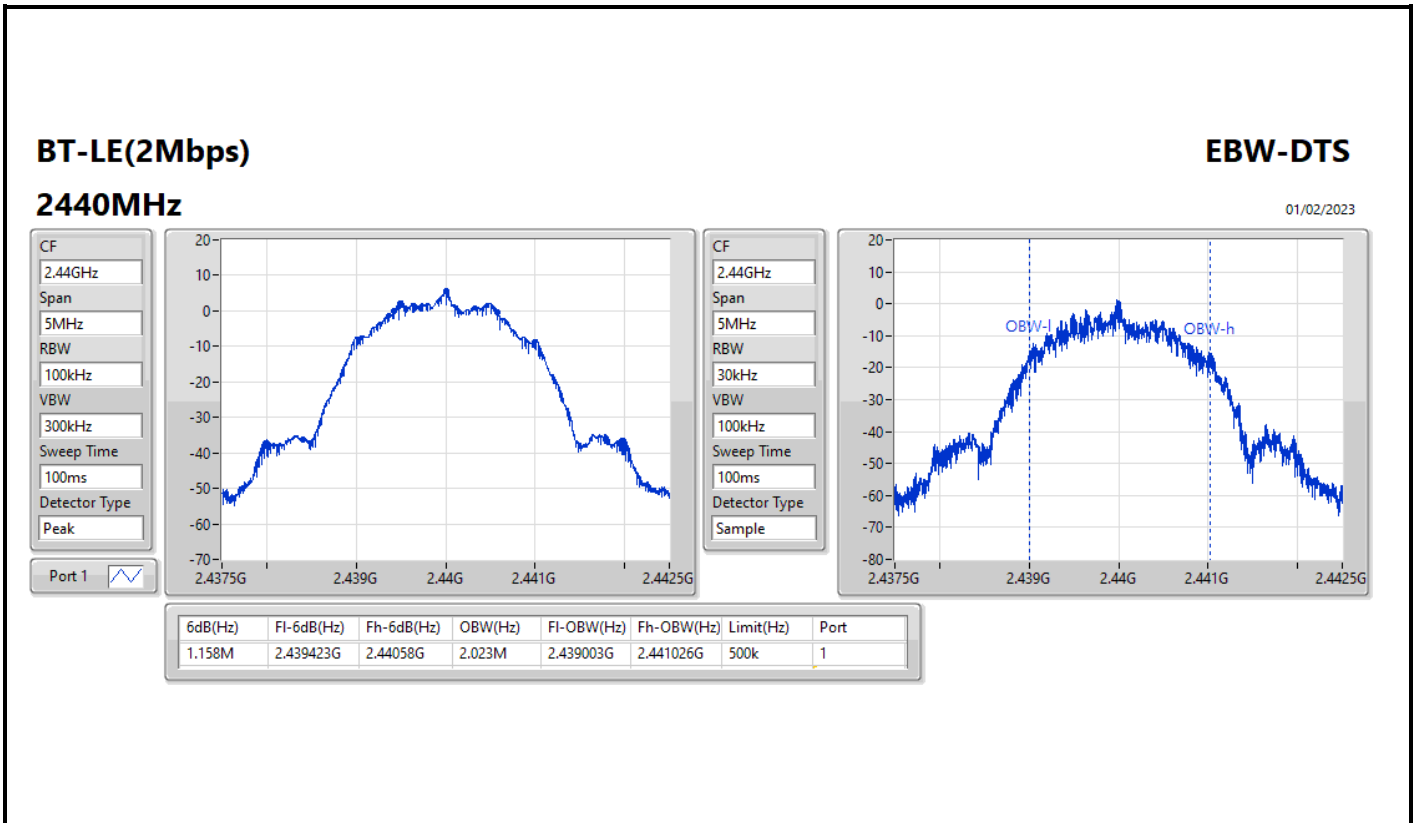 BT-LE(2Mbps)
EBW-DTS
2440MHz
01/02/2023
CF
2.44GHz
Span
5MHz
RBW
100kHz
VBW
300kHz
Sweep Time
100ms
Detector Type
Peak
Port 1
20
10
0
-10
-20
-30
-40
-50
-60
-70
2.4375G 2.439G 2.44G 2.441G 2.4425G
CF
2.44GHz
Span
5MHz
RBW
30kHz
VBW
100kHz
Sweep Time
100ms
Detector Type
Sample
20
10
0
-10
-20
-30
-40
-50
-60
-70
-80
OBW-l OBW-h
2.4375G 2.439G 2.44G 2.441G 2.4425G
6dB(Hz) Fl-6dB(Hz) Fh-6dB(Hz) OBW(Hz) Fl-OBW(Hz) Fh-OBW(Hz) Limit(Hz) Port
1.158M 2.439423G 2.44058G 2.023M 2.439003G 2.441026G 500k 1